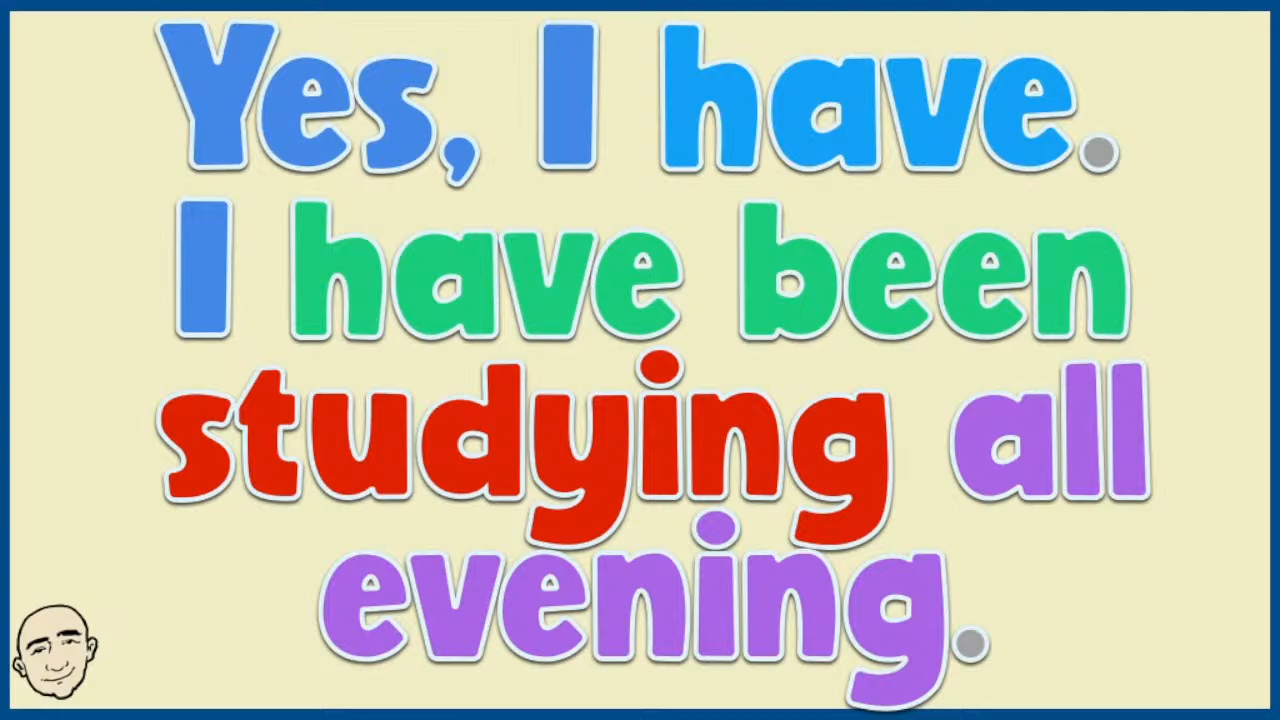 Yes, I have.
I have been
studying all
evening.